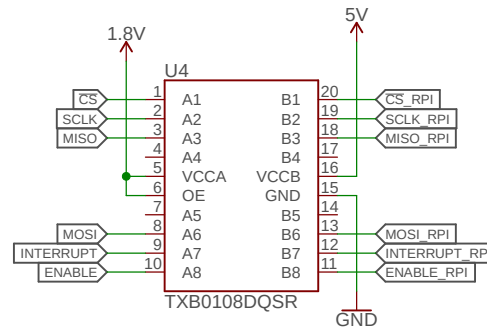 1.8V
5V
U4
CS 1 A1 B1 20 CS_RPI
SCLK 2 A2 B2 19 SCLK_RPI
MISO 3 A3 B3 18 MISO_RPI
4 A4 B4 17
5 VCCA VCCB 16
6 OE GND 15
7 A5 B5 14
MOSI 8 A6 B6 13 MOSI_RPI
INTERRUPT 9 A7 B7 12 INTERRUPT_RP
ENABLE 10 A8 B8 11 ENABLE_RPI
TXB0108DQSR
GND